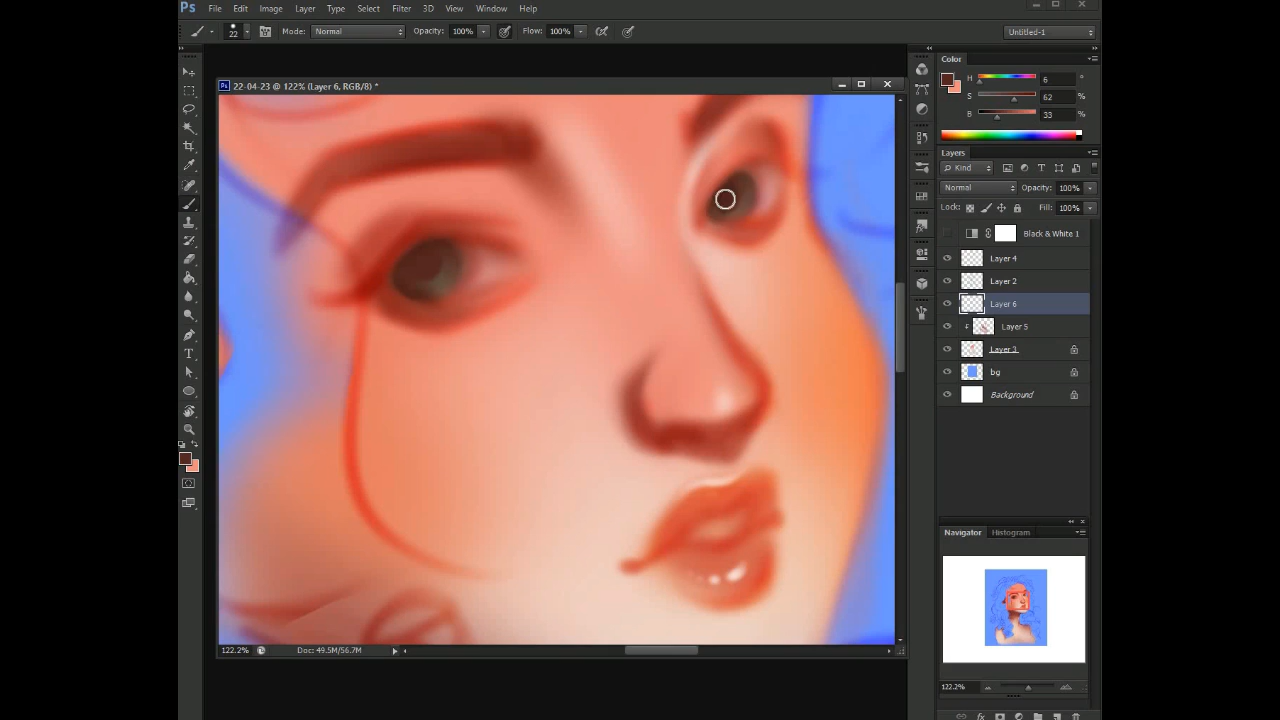 Ps File Edit Image Layer Type Select Filter 3D View Window Help
22 Mode: Normal Opacity: 100% Flow: 100% Untitled-1
22-04-23 @ 122% (Layer 6, RGB/8) *
Color
H 6 °
S 62 %
B 33 %
Layers
Kind
Normal Opacity: 100%
Lock: Fill: 100%
Black & White 1
Layer 4
Layer 2
Layer 6
Layer 5
Layer 3
bg
Background
Navigator Histogram
122.2%
122.2% Doc: 49.5M/56.7M